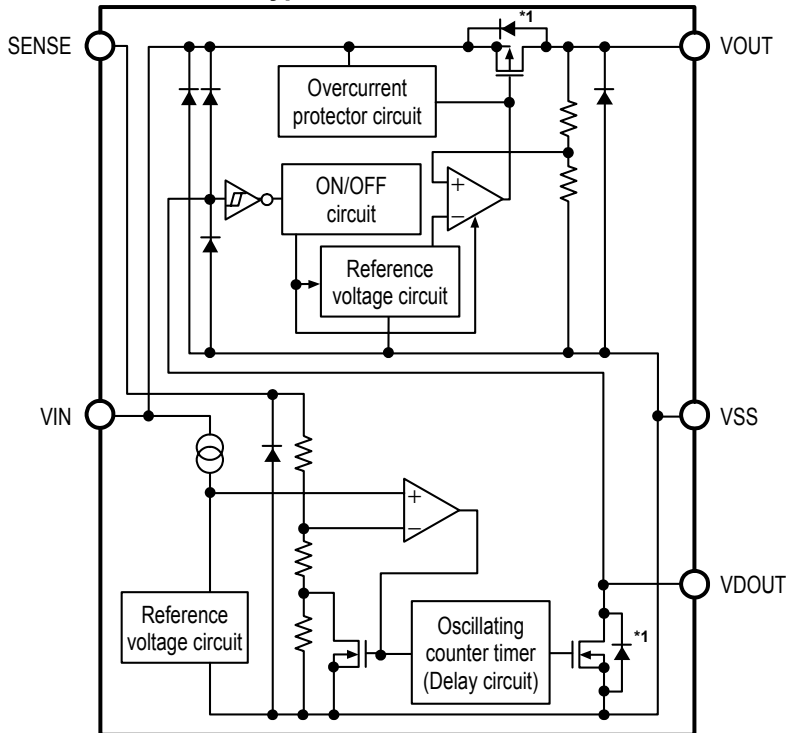 *1
SENSE
VOUT
Overcurrent
protector circuit
ON/OFF
circuit
+
−
Reference
voltage circuit
VIN
VSS
+
−
VDOUT
Reference
voltage circuit
Oscillating
counter timer
(Delay circuit)
*1